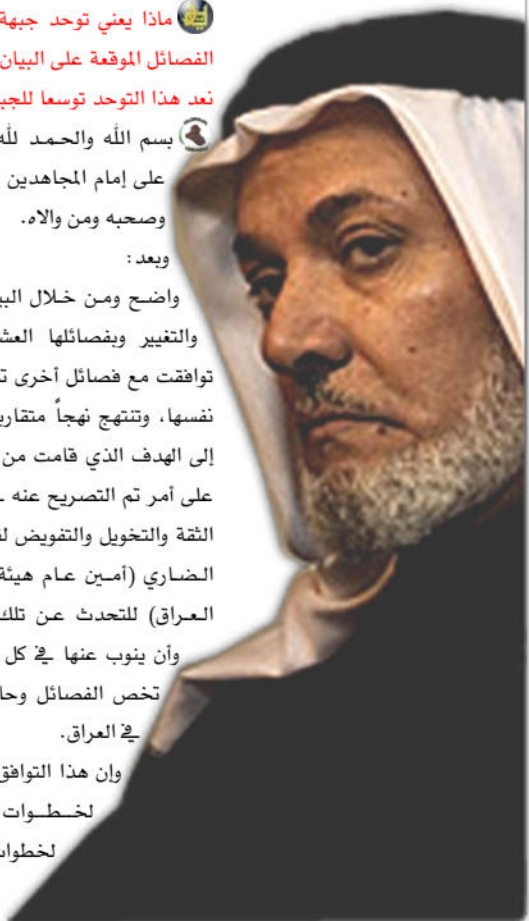 ماذا يعني توحد جبهة
الفصائل الموقعة على البيان
نعد هذا التوحد توسعا للجب
بسم الله والحمد لله
على إمام المجاهدين
وصحبه ومن والاه.
وبعد:
واضح ومن خلال البي
والتغيير وبفصائلها العش
توافقت مع فصائل أخرى ت
نفسها، وتنتهج نهجاً متقارب
إلى الهدف الذي قامت من
على أمر تم التصريح عنه
الثقة والتخويل والتفويض لف
الضاري (أمين عام هيئة
العراق) للتحدث عن تلك
وأن ينوب عنها في كل
تخص الفصائل وحا
في العراق.
وإن هذا التوافق
لخطوات
لخطوات